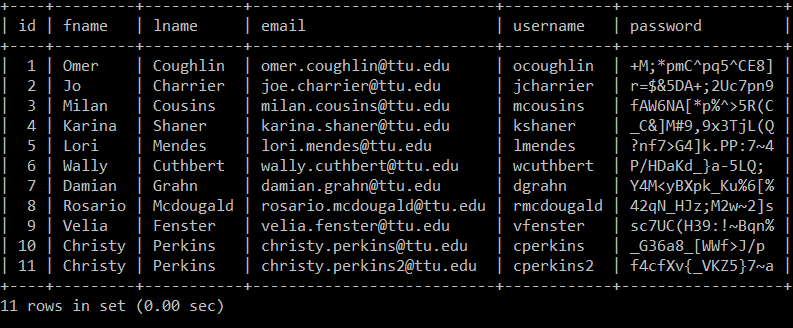 +----+---------+-----------+----------------------------+------------+------------------+
| id | fname   | lname     | email                      | username   | password         |
+----+---------+-----------+----------------------------+------------+------------------+
|  1 | Omer    | Coughlin  | omer.coughlin@ttu.edu      | ocoughlin  | +M;*pmC^pq5^CE8] |
|  2 | Jo      | Charrier  | joe.charrier@ttu.edu       | jcharrier  | r=$&5DA+;2Uc7pn9 |
|  3 | Milan   | Cousins   | milan.cousins@ttu.edu      | mcousins   | fAW6NA[*p%^>5R(C |
|  4 | Karina  | Shaner    | karina.shaner@ttu.edu      | kshaner    | _C&]M#9,9x3TjL(Q |
|  5 | Lori    | Mendes    | lori.mendes@ttu.edu        | lmendes    | ?nf7>G4]k.PP:7~4 |
|  6 | Wally   | Cuthbert  | wally.cuthbert@ttu.edu     | wcuthbert  | P/HDaKd_}a-5LQ;  |
|  7 | Damian  | Grahn     | damian.grahn@ttu.edu       | dgrahn     | Y4M<yBXpk_Ku%6[% |
|  8 | Rosario | Mcdougald | rosario.mcdougald@ttu.edu  | rmcdougald | 42qN_HJz;M2w~2]s |
|  9 | Velia   | Fenster   | velia.fenster@ttu.edu      | vfenster   | sc7UC(H39:!~Bqn% |
| 10 | Christy | Perkins   | christy.perkins@ttu.edu    | cperkins   | _G36a8_[WWf>J/p  |
| 11 | Christy | Perkins   | christy.perkins2@ttu.edu   | cperkins2  | f4cfXv{_VKZ5}7~a |
+----+---------+-----------+----------------------------+------------+------------------+
11 rows in set (0.00 sec)